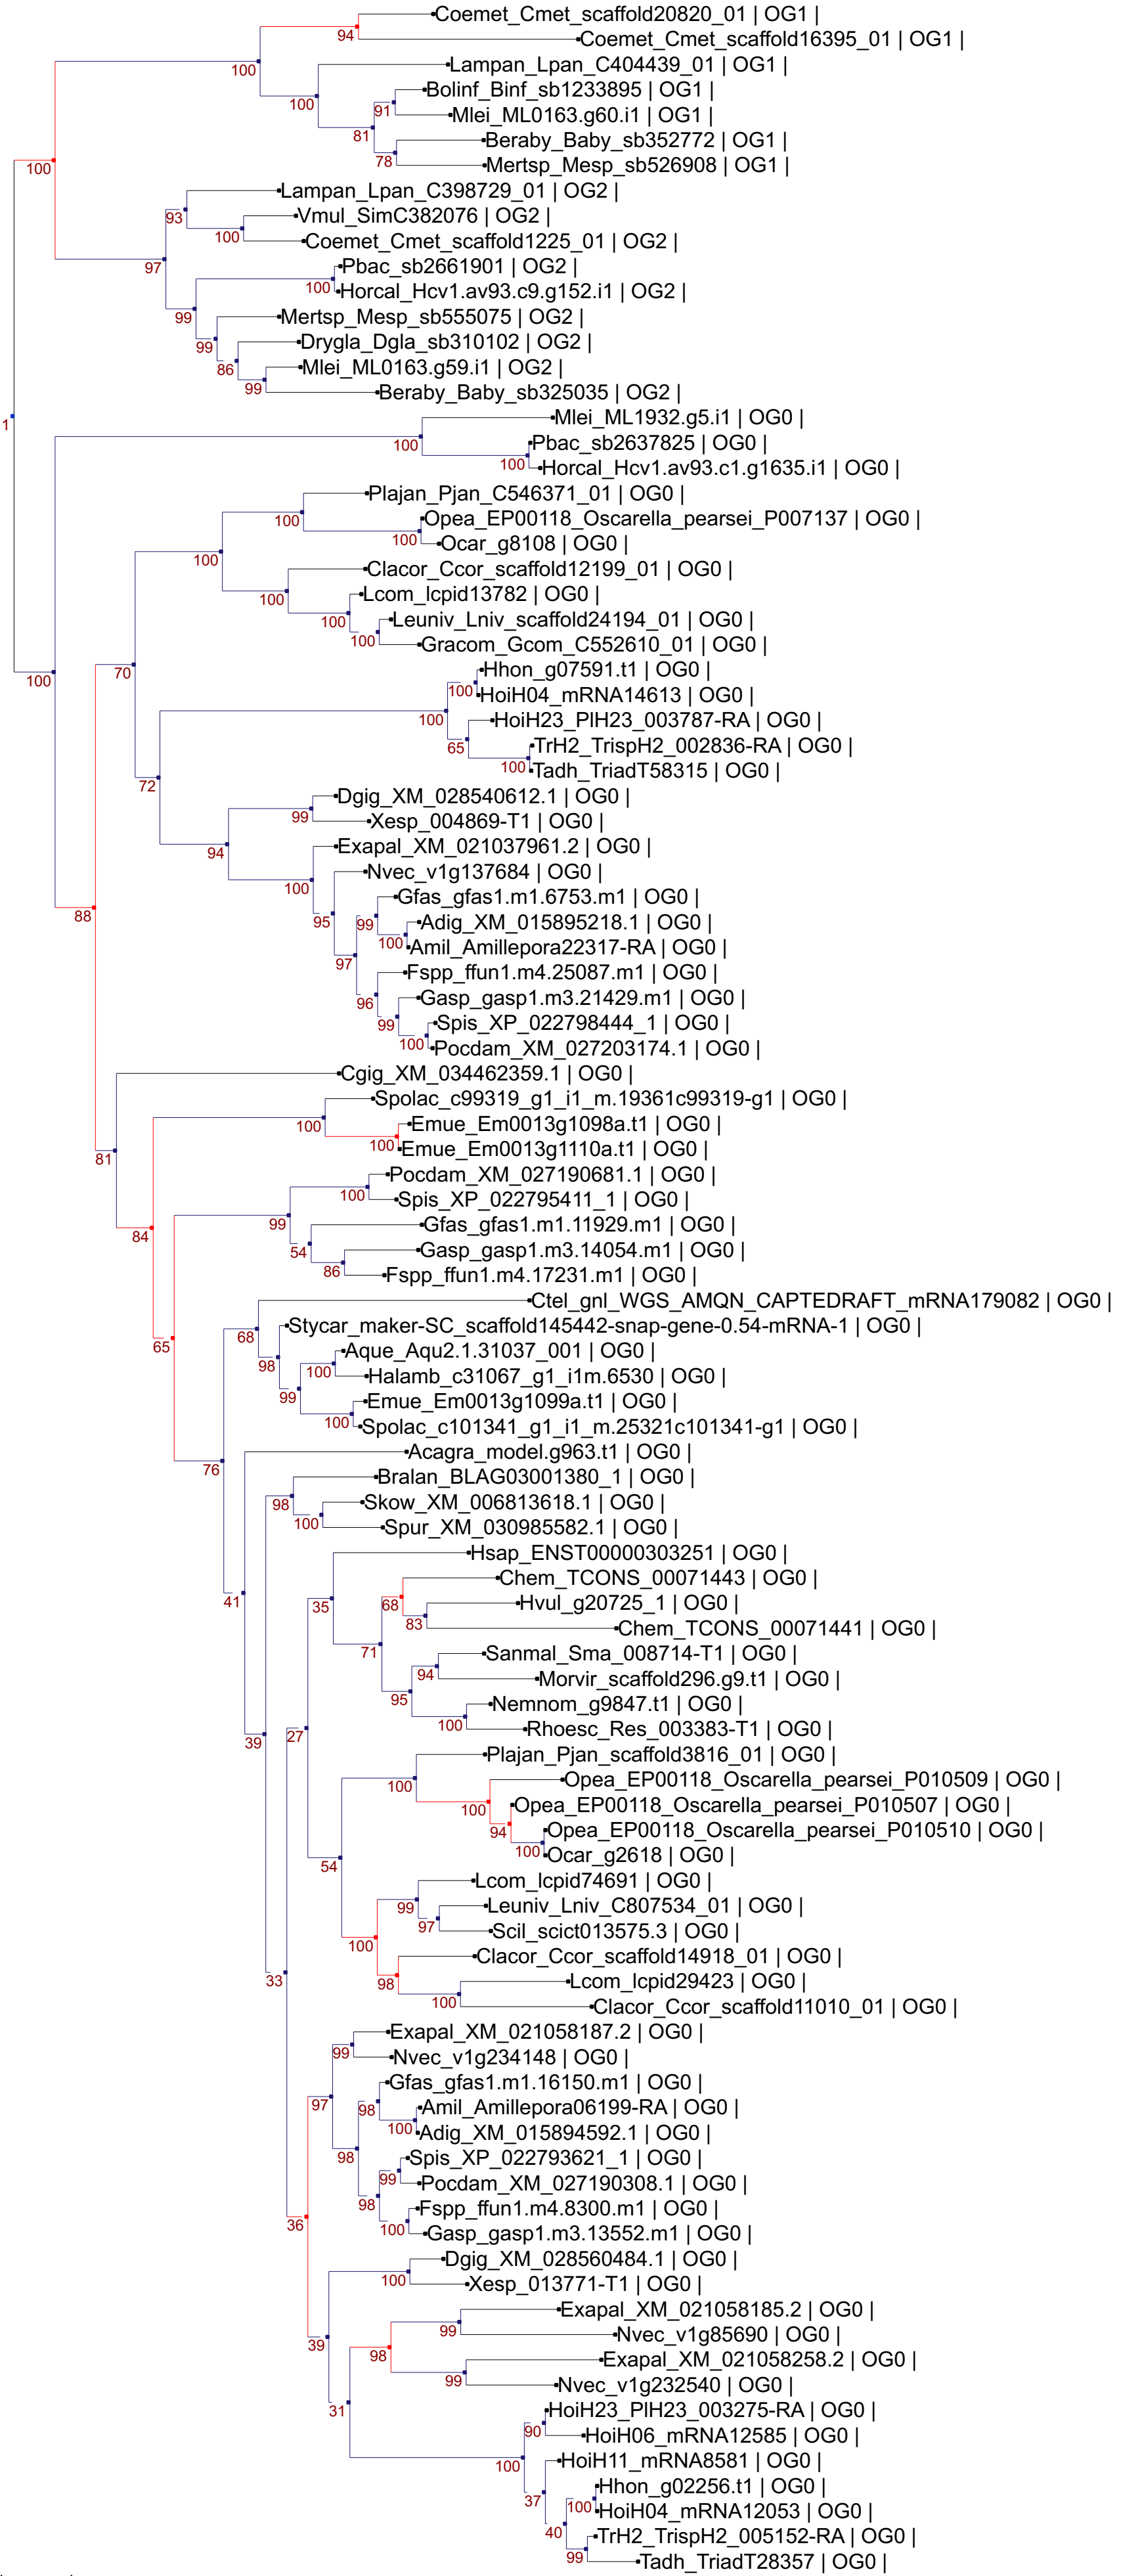 Coemet_Cmet_scaffold20820_01 | OG1 |
94
Coemet_Cmet_scaffold16395_01 | OG1 |
100
Lampan_Lpan_C404439_01 | OG1 |
100
Bolinf_Binf_sb1233895 | OG1 |
91
Mlei_ML0163.g60.i1 | OG1 |
81
Beraby_Baby_sb352772 | OG1 |
78
Mertsp_Mesp_sb526908 | OG1 |
100
Lampan_Lpan_C398729_01 | OG2 |
93
Vmul_SimC382076 | OG2 |
100
Coemet_Cmet_scaffold1225_01 | OG2 |
97
Pbac_sb2661901 | OG2 |
100
Horcal_Hcv1.av93.c9.g152.i1 | OG2 |
99
Mertsp_Mesp_sb555075 | OG2 |
99
Drygla_Dgla_sb310102 | OG2 |
86
Mlei_ML0163.g59.i1 | OG2 |
99
Beraby_Baby_sb325035 | OG2 |
1
Mlei_ML1932.g5.i1 | OG0 |
100
Pbac_sb2637825 | OG0 |
100
Horcal_Hcv1.av93.c1.g1635.i1 | OG0 |
Plajan_Pjan_C546371_01 | OG0 |
100
Opea_EP00118_Oscarella_pearsei_P007137 | OG0 |
100
Ocar_g8108 | OG0 |
100
Clacor_Ccor_scaffold12199_01 | OG0 |
100
Lcom_lcpid13782 | OG0 |
100
Leuniv_Lniv_scaffold24194_01 | OG0 |
100
Gracom_Gcom_C552610_01 | OG0 |
100
70
Hhon_g07591.t1 | OG0 |
100
HoiH04_mRNA14613 | OG0 |
100
HoiH23_PlH23_003787-RA | OG0 |
65
TrH2_TrispH2_002836-RA | OG0 |
100
Tadh_TriadT58315 | OG0 |
72
Dgig_XM_028540612.1 | OG0 |
99
Xesp_004869-T1 | OG0 |
94
Exapal_XM_021037961.2 | OG0 |
100
Nvec_v1g137684 | OG0 |
95
Gfas_gfas1.m1.6753.m1 | OG0 |
99
Adig_XM_015895218.1 | OG0 |
100
Amil_Amillepora22317-RA | OG0 |
97
Fspp_ffun1.m4.25087.m1 | OG0 |
96
Gasp_gasp1.m3.21429.m1 | OG0 |
99
Spis_XP_022798444_1 | OG0 |
100
Pocdam_XM_027203174.1 | OG0 |
88
Cgig_XM_034462359.1 | OG0 |
Spolac_c99319_g1_i1_m.19361c99319-g1 | OG0 |
100
Emue_Em0013g1098a.t1 | OG0 |
100
Emue_Em0013g1110a.t1 | OG0 |
81
Pocdam_XM_027190681.1 | OG0 |
100
Spis_XP_022795411_1 | OG0 |
99
Gfas_gfas1.m1.11929.m1 | OG0 |
84
54
Gasp_gasp1.m3.14054.m1 | OG0 |
86
Fspp_ffun1.m4.17231.m1 | OG0 |
Ctel_gnl_WGS_AMQN_CAPTEDRAFT_mRNA179082 | OG0 |
68
Stycar_maker-SC_scaffold145442-snap-gene-0.54-mRNA-1 | OG0 |
65
98
Aque_Aqu2.1.31037_001 | OG0 |
100
Halamb_c31067_g1_i1m.6530 | OG0 |
99
Emue_Em0013g1099a.t1 | OG0 |
100
Spolac_c101341_g1_i1_m.25321c101341-g1 | OG0 |
76
Acagra_model.g963.t1 | OG0 |
Bralan_BLAG03001380_1 | OG0 |
98
Skow_XM_006813618.1 | OG0 |
100
Spur_XM_030985582.1 | OG0 |
41
Hsap_ENST00000303251 | OG0 |
Chem_TCONS_00071443 | OG0 |
35
68
Hvul_g20725_1 | OG0 |
83
Chem_TCONS_00071441 | OG0 |
71
Sanmal_Sma_008714-T1 | OG0 |
94
Morvir_scaffold296.g9.t1 | OG0 |
95
Nemnom_g9847.t1 | OG0 |
100
Rhoesc_Res_003383-T1 | OG0 |
39
27
Plajan_Pjan_scaffold3816_01 | OG0 |
100
Opea_EP00118_Oscarella_pearsei_P010509 | OG0 |
100
Opea_EP00118_Oscarella_pearsei_P010507 | OG0 |
94
Opea_EP00118_Oscarella_pearsei_P010510 | OG0 |
100
Ocar_g2618 | OG0 |
54
Lcom_lcpid74691 | OG0 |
99
Leuniv_Lniv_C807534_01 | OG0 |
97
Scil_scict013575.3 | OG0 |
100
Clacor_Ccor_scaffold14918_01 | OG0 |
33
98
Lcom_lcpid29423 | OG0 |
100
Clacor_Ccor_scaffold11010_01 | OG0 |
Exapal_XM_021058187.2 | OG0 |
99
Nvec_v1g234148 | OG0 |
97
Gfas_gfas1.m1.16150.m1 | OG0 |
98
Amil_Amillepora06199-RA | OG0 |
100
Adig_XM_015894592.1 | OG0 |
98
Spis_XP_022793621_1 | OG0 |
99
Pocdam_XM_027190308.1 | OG0 |
98
Fspp_ffun1.m4.8300.m1 | OG0 |
100
Gasp_gasp1.m3.13552.m1 | OG0 |
36
Dgig_XM_028560484.1 | OG0 |
100
Xesp_013771-T1 | OG0 |
Exapal_XM_021058185.2 | OG0 |
99
Nvec_v1g85690 | OG0 |
39
98
Exapal_XM_021058258.2 | OG0 |
99
Nvec_v1g232540 | OG0 |
31
HoiH23_PlH23_003275-RA | OG0 |
90
HoiH06_mRNA12585 | OG0 |
100
HoiH11_mRNA8581 | OG0 |
37
Hhon_g02256.t1 | OG0 |
100
HoiH04_mRNA12053 | OG0 |
40
TrH2_TrispH2_005152-RA | OG0 |
99
Tadh_TriadT28357 | OG0 |